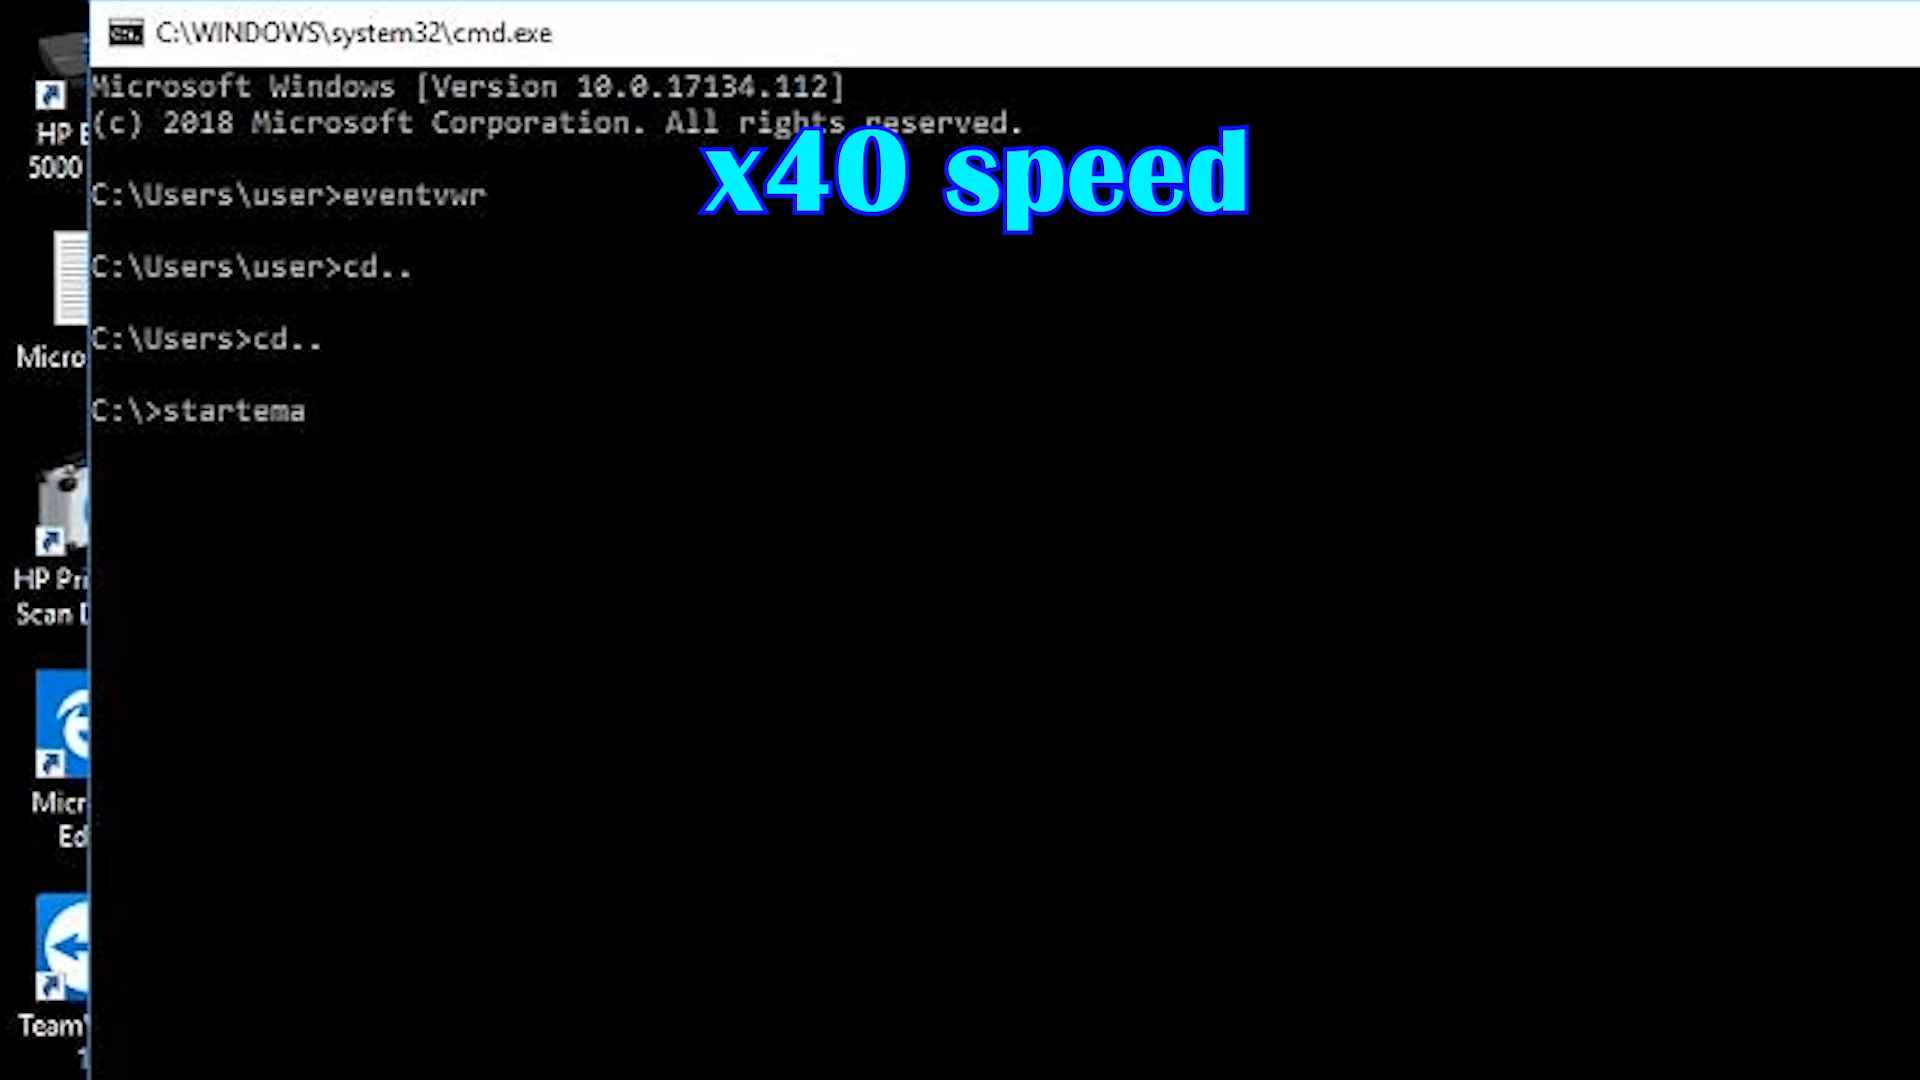 C:\WINDOWS\system32\cmd.exe
Microsoft Windows [Version 10.0.17134.112]
(c) 2018 Microsoft Corporation. All rights reserved.
x40 speed
C:\Users\user>eventvwr
C:\Users\user>cd..
C:\Users>cd..
C:\>startema
HP E
5000
Micro
HP Pri
Scan D
Micr
Ed
Team